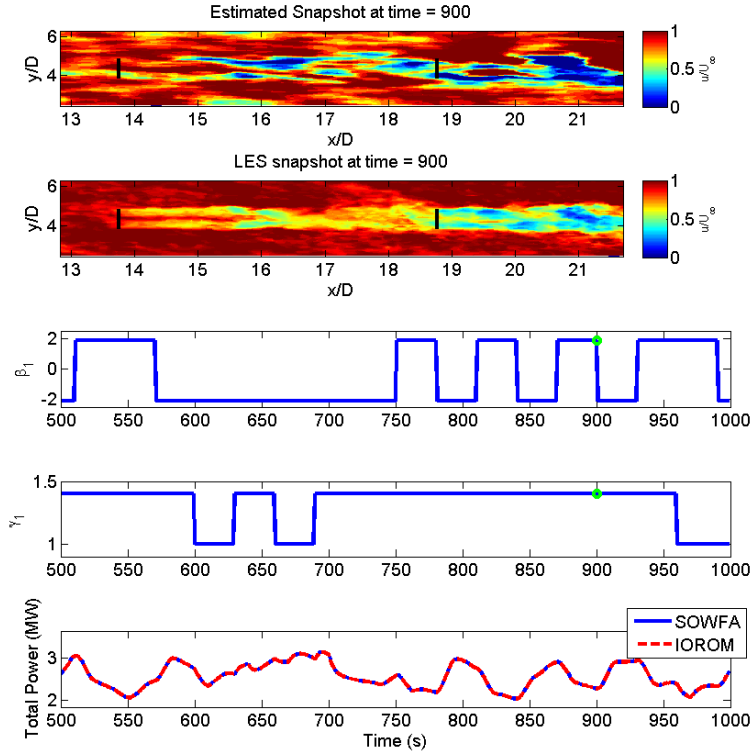 Estimated Snapshot at time = 900
6
4
y/D
13 14 15 16 17 18 19 20 21
x/D
1
0.5
0
u/U∞
LES snapshot at time = 900
6
4
y/D
13 14 15 16 17 18 19 20 21
x/D
1
0.5
0
u/U∞
2
0
-2
β1
500 550 600 650 700 750 800 850 900 950 1000
1.5
1
γ1
500 550 600 650 700 750 800 850 900 950 1000
SOWFA
IOROM
3
2
Total Power (MW)
500 550 600 650 700 750 800 850 900 950 1000
Time (s)